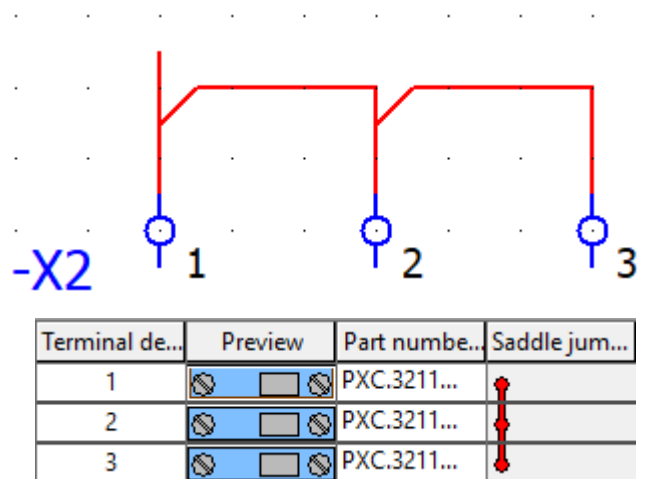 -X2 1 2 3
Terminal de... Preview Part numbe... Saddle jum...
1 PXC.3211...
2 PXC.3211...
3 PXC.3211...